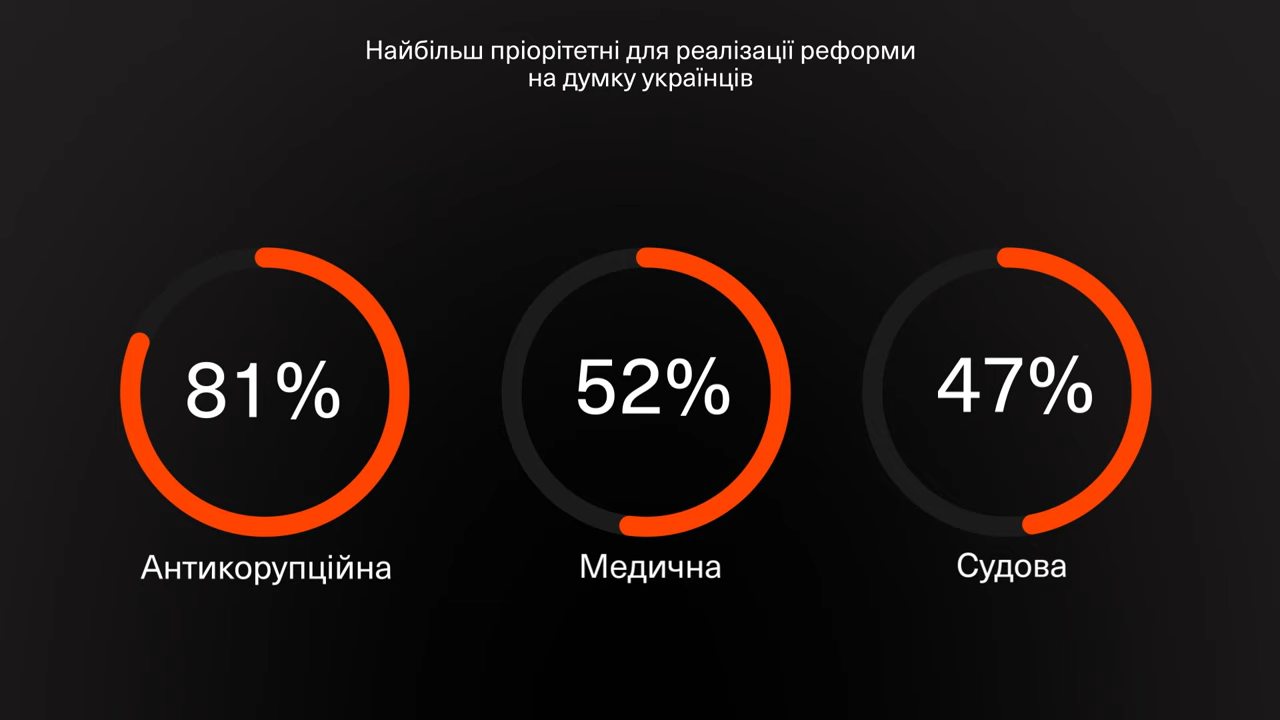 Найбільш пріорітетні для реалізації реформи
на думку українців
81%
52%
47%
Антикорупційна
Медична
Судова